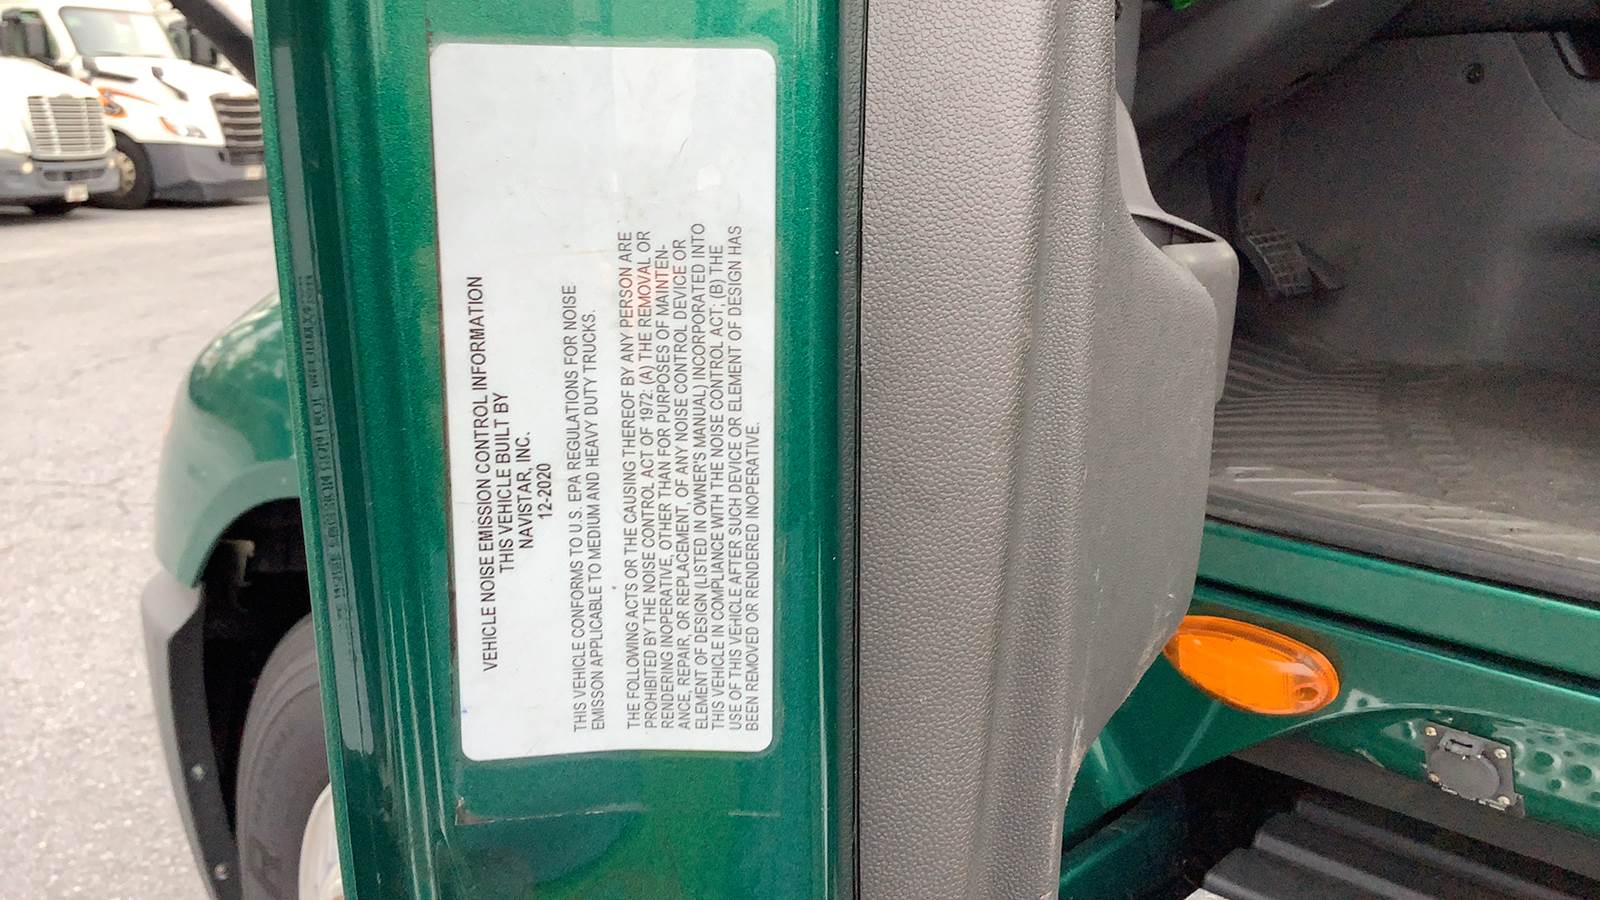 VEHICLE NOISE EMISSION CONTROL INFORMATION
THIS VEHICLE BUILT BY
NAVISTAR, INC.
12-2020
THIS VEHICLE CONFORMS TO U.S. EPA REGULATIONS FOR NOISE
EMISSON APPLICABLE TO MEDIUM AND HEAVY DUTY TRUCKS.
THE FOLLOWING ACTS OR THE CAUSING THEREOF BY ANY PERSON ARE
PROHIBITED BY THE NOISE CONTROL ACT OF 1972: (A) THE REMOVAL OR
RENDERING INOPERATIVE, OTHER THAN FOR PURPOSES OF MAINTEN-
ANCE, REPAIR, OR REPLACEMENT, OF ANY NOISE CONTROL DEVICE OR
ELEMENT OF DESIGN (LISTED IN OWNER'S MANUAL) INCORPORATED INTO
THIS VEHICLE IN COMPLIANCE WITH THE NOISE CONTROL ACT; (B) THE
USE OF THIS VEHICLE AFTER SUCH DEVICE OR ELEMENT OF DESIGN HAS
BEEN REMOVED OR RENDERED INOPERATIVE.